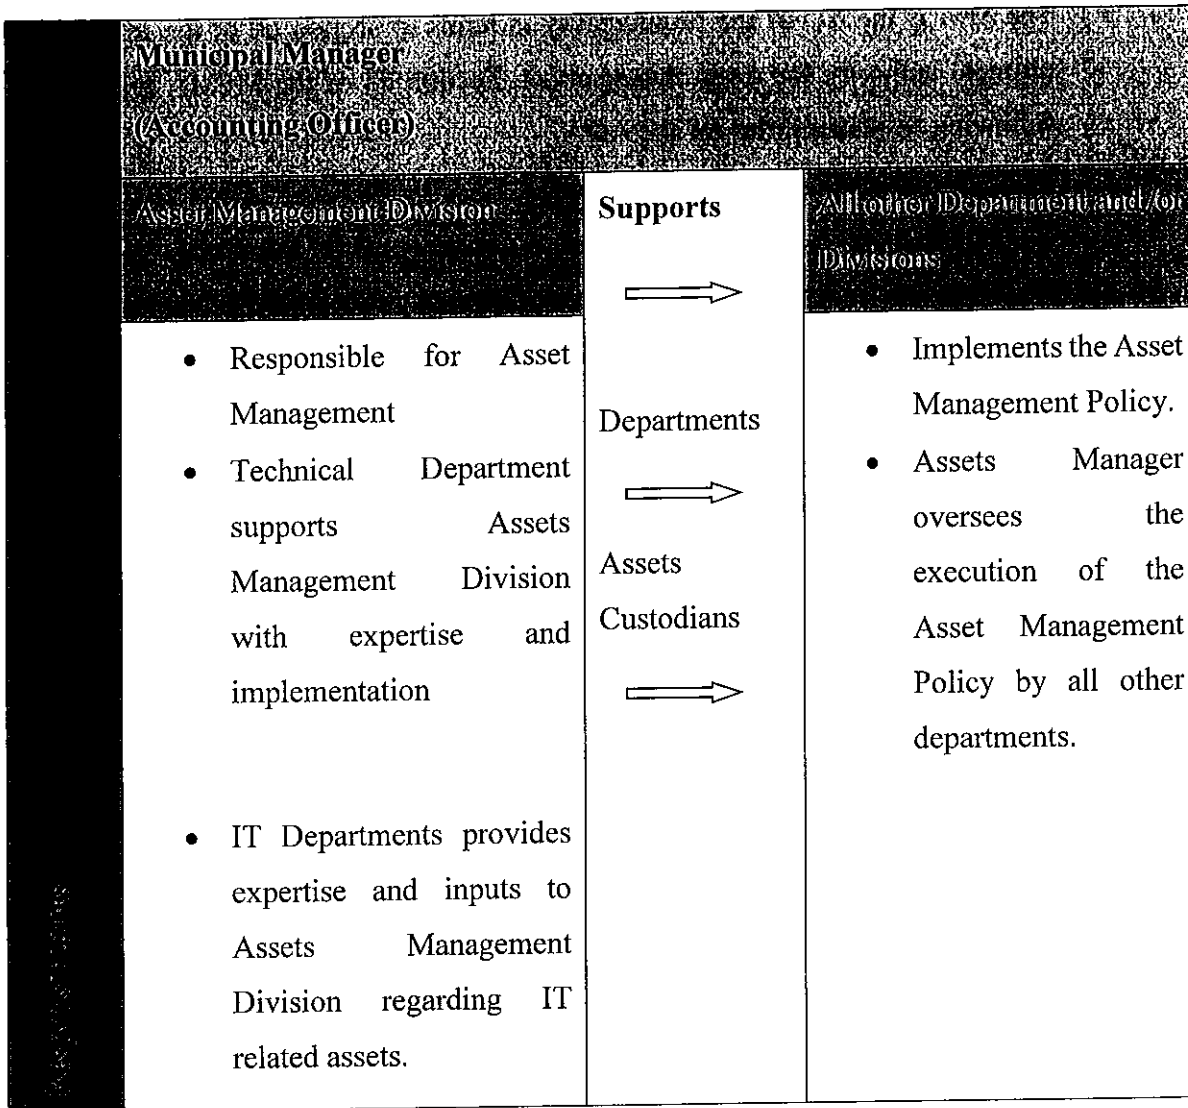 Municipal Manager
(Accounting Officer)
Asset Management Division
Supports
All other Department and /or
Divisions
• Responsible for Asset
Management
• Technical Department
supports Assets
Management Division
with expertise and
implementation
• IT Departments provides
expertise and inputs to
Assets Management
Division regarding IT
related assets.
Departments
Assets
Custodians
• Implements the Asset
Management Policy.
• Assets Manager
oversees the
execution of the
Asset Management
Policy by all other
departments.